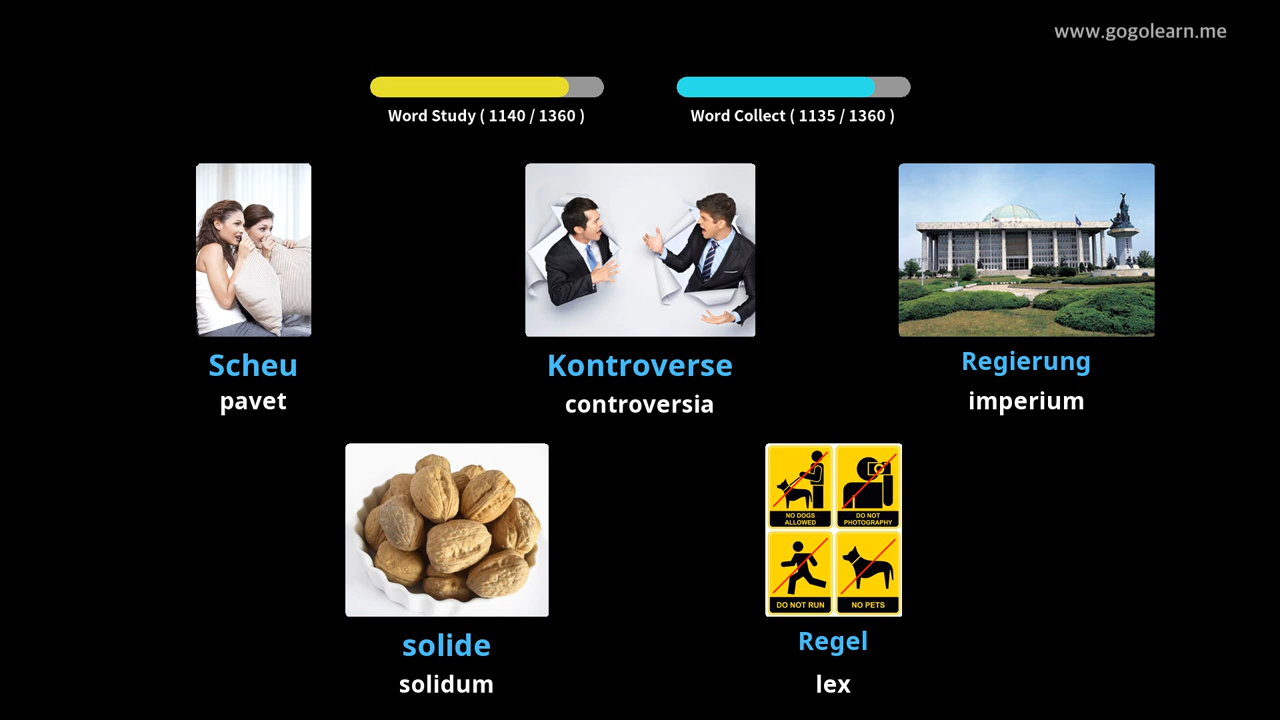 www.gogolearn.me
Word Study ( 1140 / 1360 )
Word Collect ( 1135 / 1360 )
Scheu
pavet
Kontroverse
controversia
Regierung
imperium
NO DOGS
ALLOWED
DO NOT
PHOTOGRAPHY
DO NOT RUN
NO PETS
solide
solidum
Regel
lex